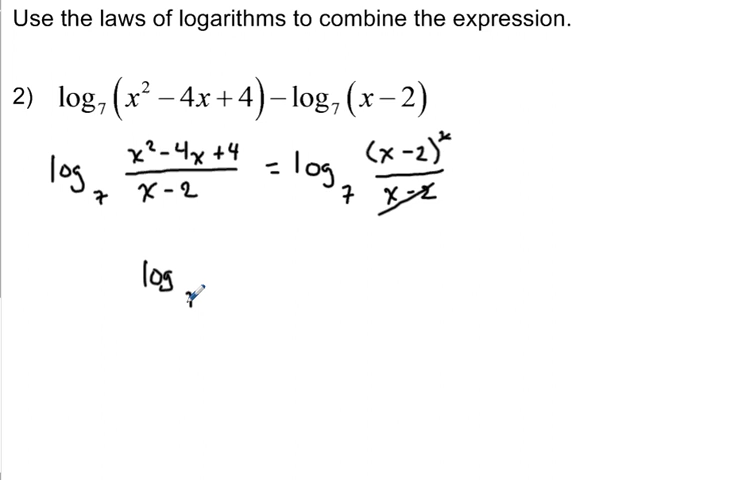 Use the laws of logarithms to combine the expression.
2) log₇(x² − 4x + 4) − log₇(x − 2)
log₇ (x² − 4x + 4)/(x − 2) = log₇ (x − 2)²/(x − 2)
log₇